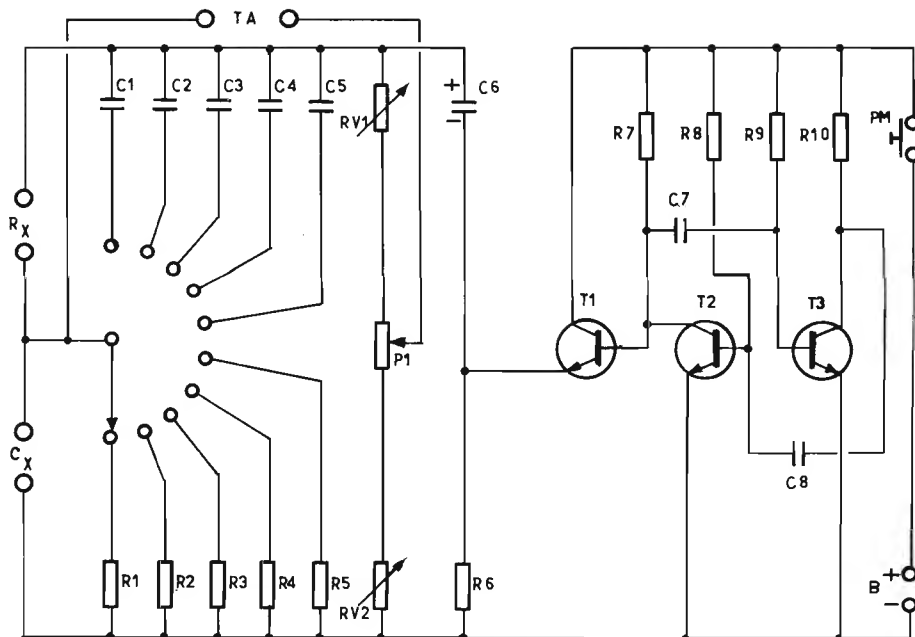 TA
C1 C2 C3 C4 C5 C6
+
-
RV1
R7 R8 R9 R10
PM
RX
C7
T1 T2 T3
P1
CX
C8
R1 R2 R3 R4 R5 R6
RV2
+
B
-